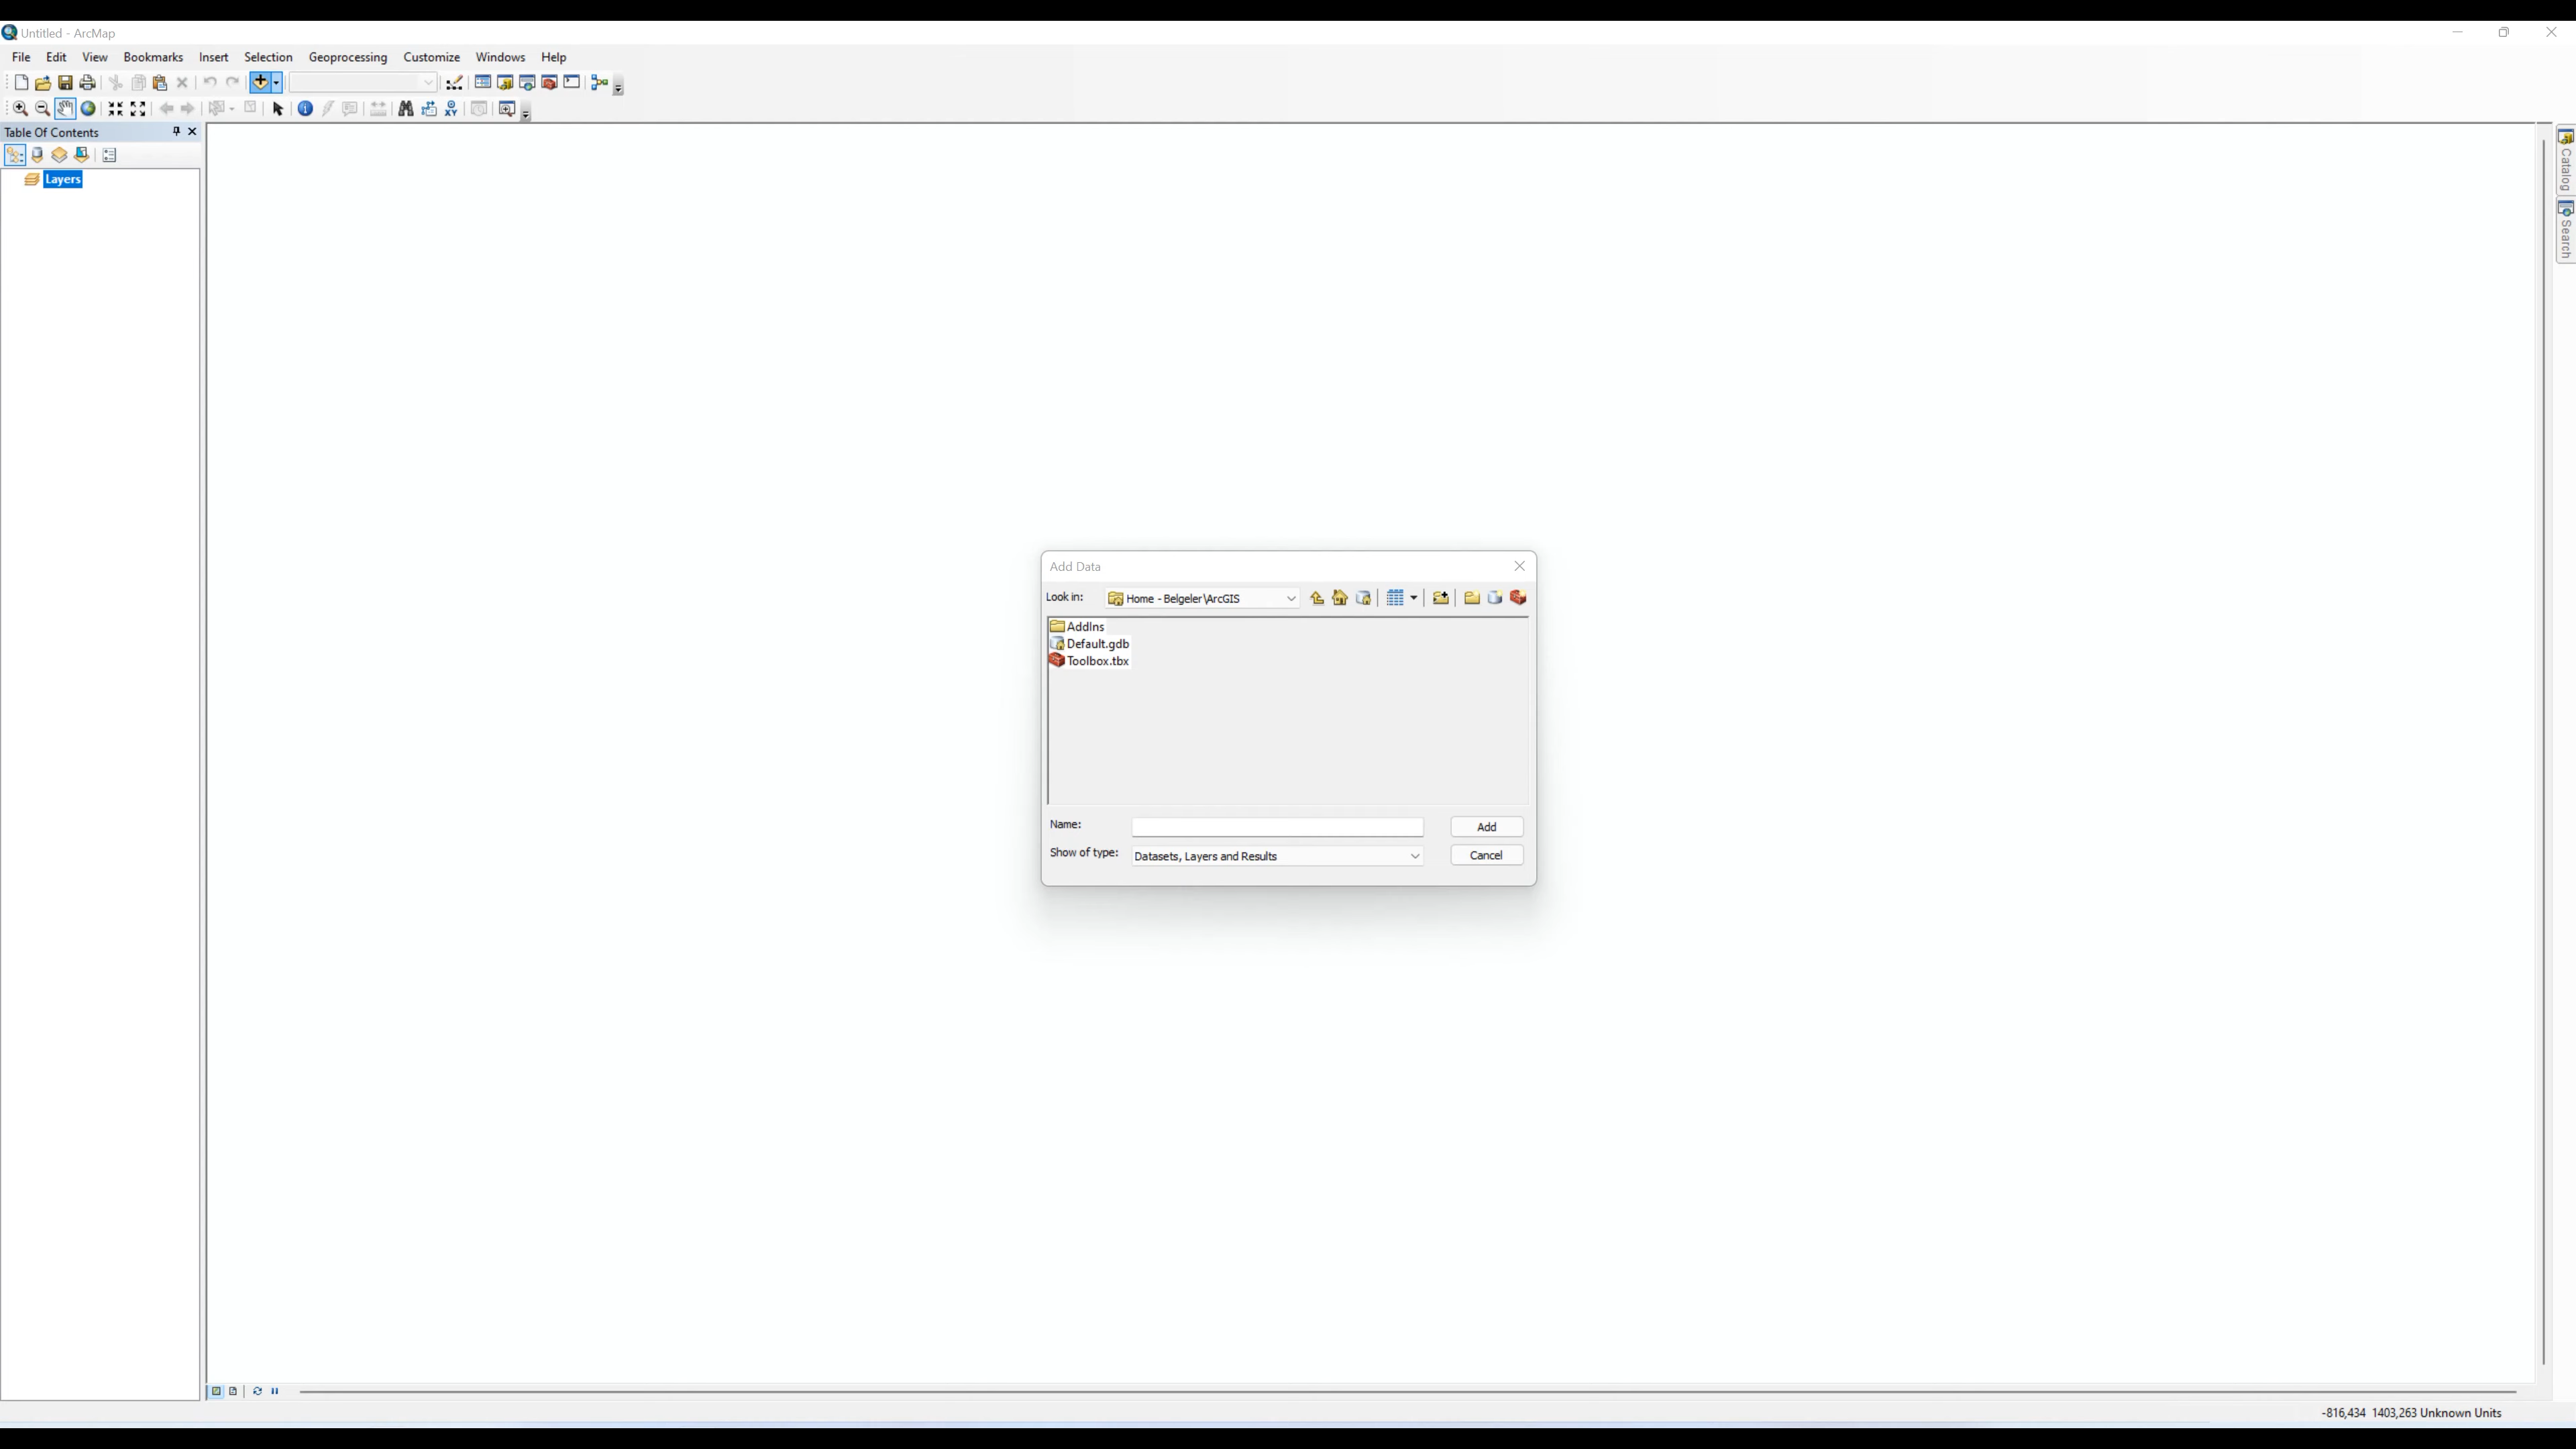 Untitled - ArcMap
File Edit View Bookmarks Insert Selection Geoprocessing Customize Windows Help
Table Of Contents
Layers
Catalog
Search
Add Data
Look in: Home - Belgeler\ArcGIS
AddIns
Default.gdb
Toolbox.tbx
Name: Add
Show of type: Datasets, Layers and Results Cancel
-816,434 1403,263 Unknown Units